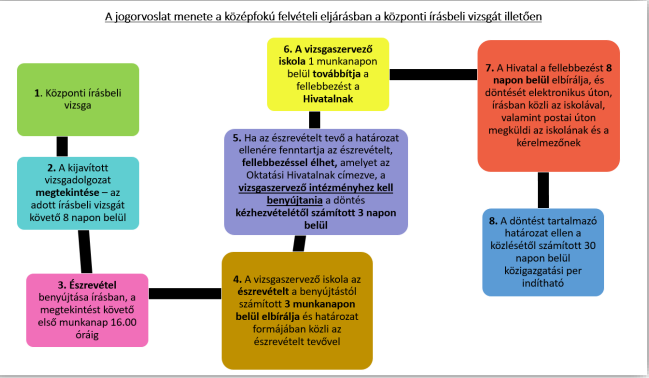 A jogorvoslat menete a középfokú felvételi eljárásban a központi írásbeli vizsgát illetően
1. Központi írásbeli
vizsga
2. A kijavított
vizsgadolgozat
megtekintése – az
adott írásbeli vizsgát
követő 8 napon belül
3. Észrevétel
benyújtása írásban, a
megtekintést követő
első munkanap 16.00
óráig
4. A vizsgaszervező iskola az
észrevételt a benyújtástól
számított 3 munkanapon
belül elbírálja és határozat
formájában közli az
észrevételt tevővel
5. Ha az észrevételt tevő a határozat
ellenére fenntartja az észrevételt,
fellebbezéssel élhet, amelyet az
Oktatási Hivatalnak címezve, a
vizsgaszervező intézményhez kell
benyújtania a döntés
kézhezvételétől számított 3 napon
belül
6. A vizsgaszervező
iskola 1 munkanapon
belül továbbítja a
fellebbezést a
Hivatalnak
7. A Hivatal a fellebbezést 8
napon belül elbírálja, és
döntését elektronikus úton,
írásban közli az iskolával,
valamint postai úton
megküldi az iskolának és a
kérelmezőnek
8. A döntést tartalmazó
határozat ellen a
közlésétől számított 30
napon belül
közigazgatási per
indítható